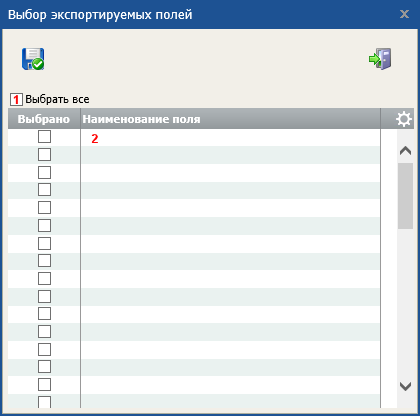 Выбор экспортируемых полей
x
1 Выбрать все
Выбрано Наименование поля
2